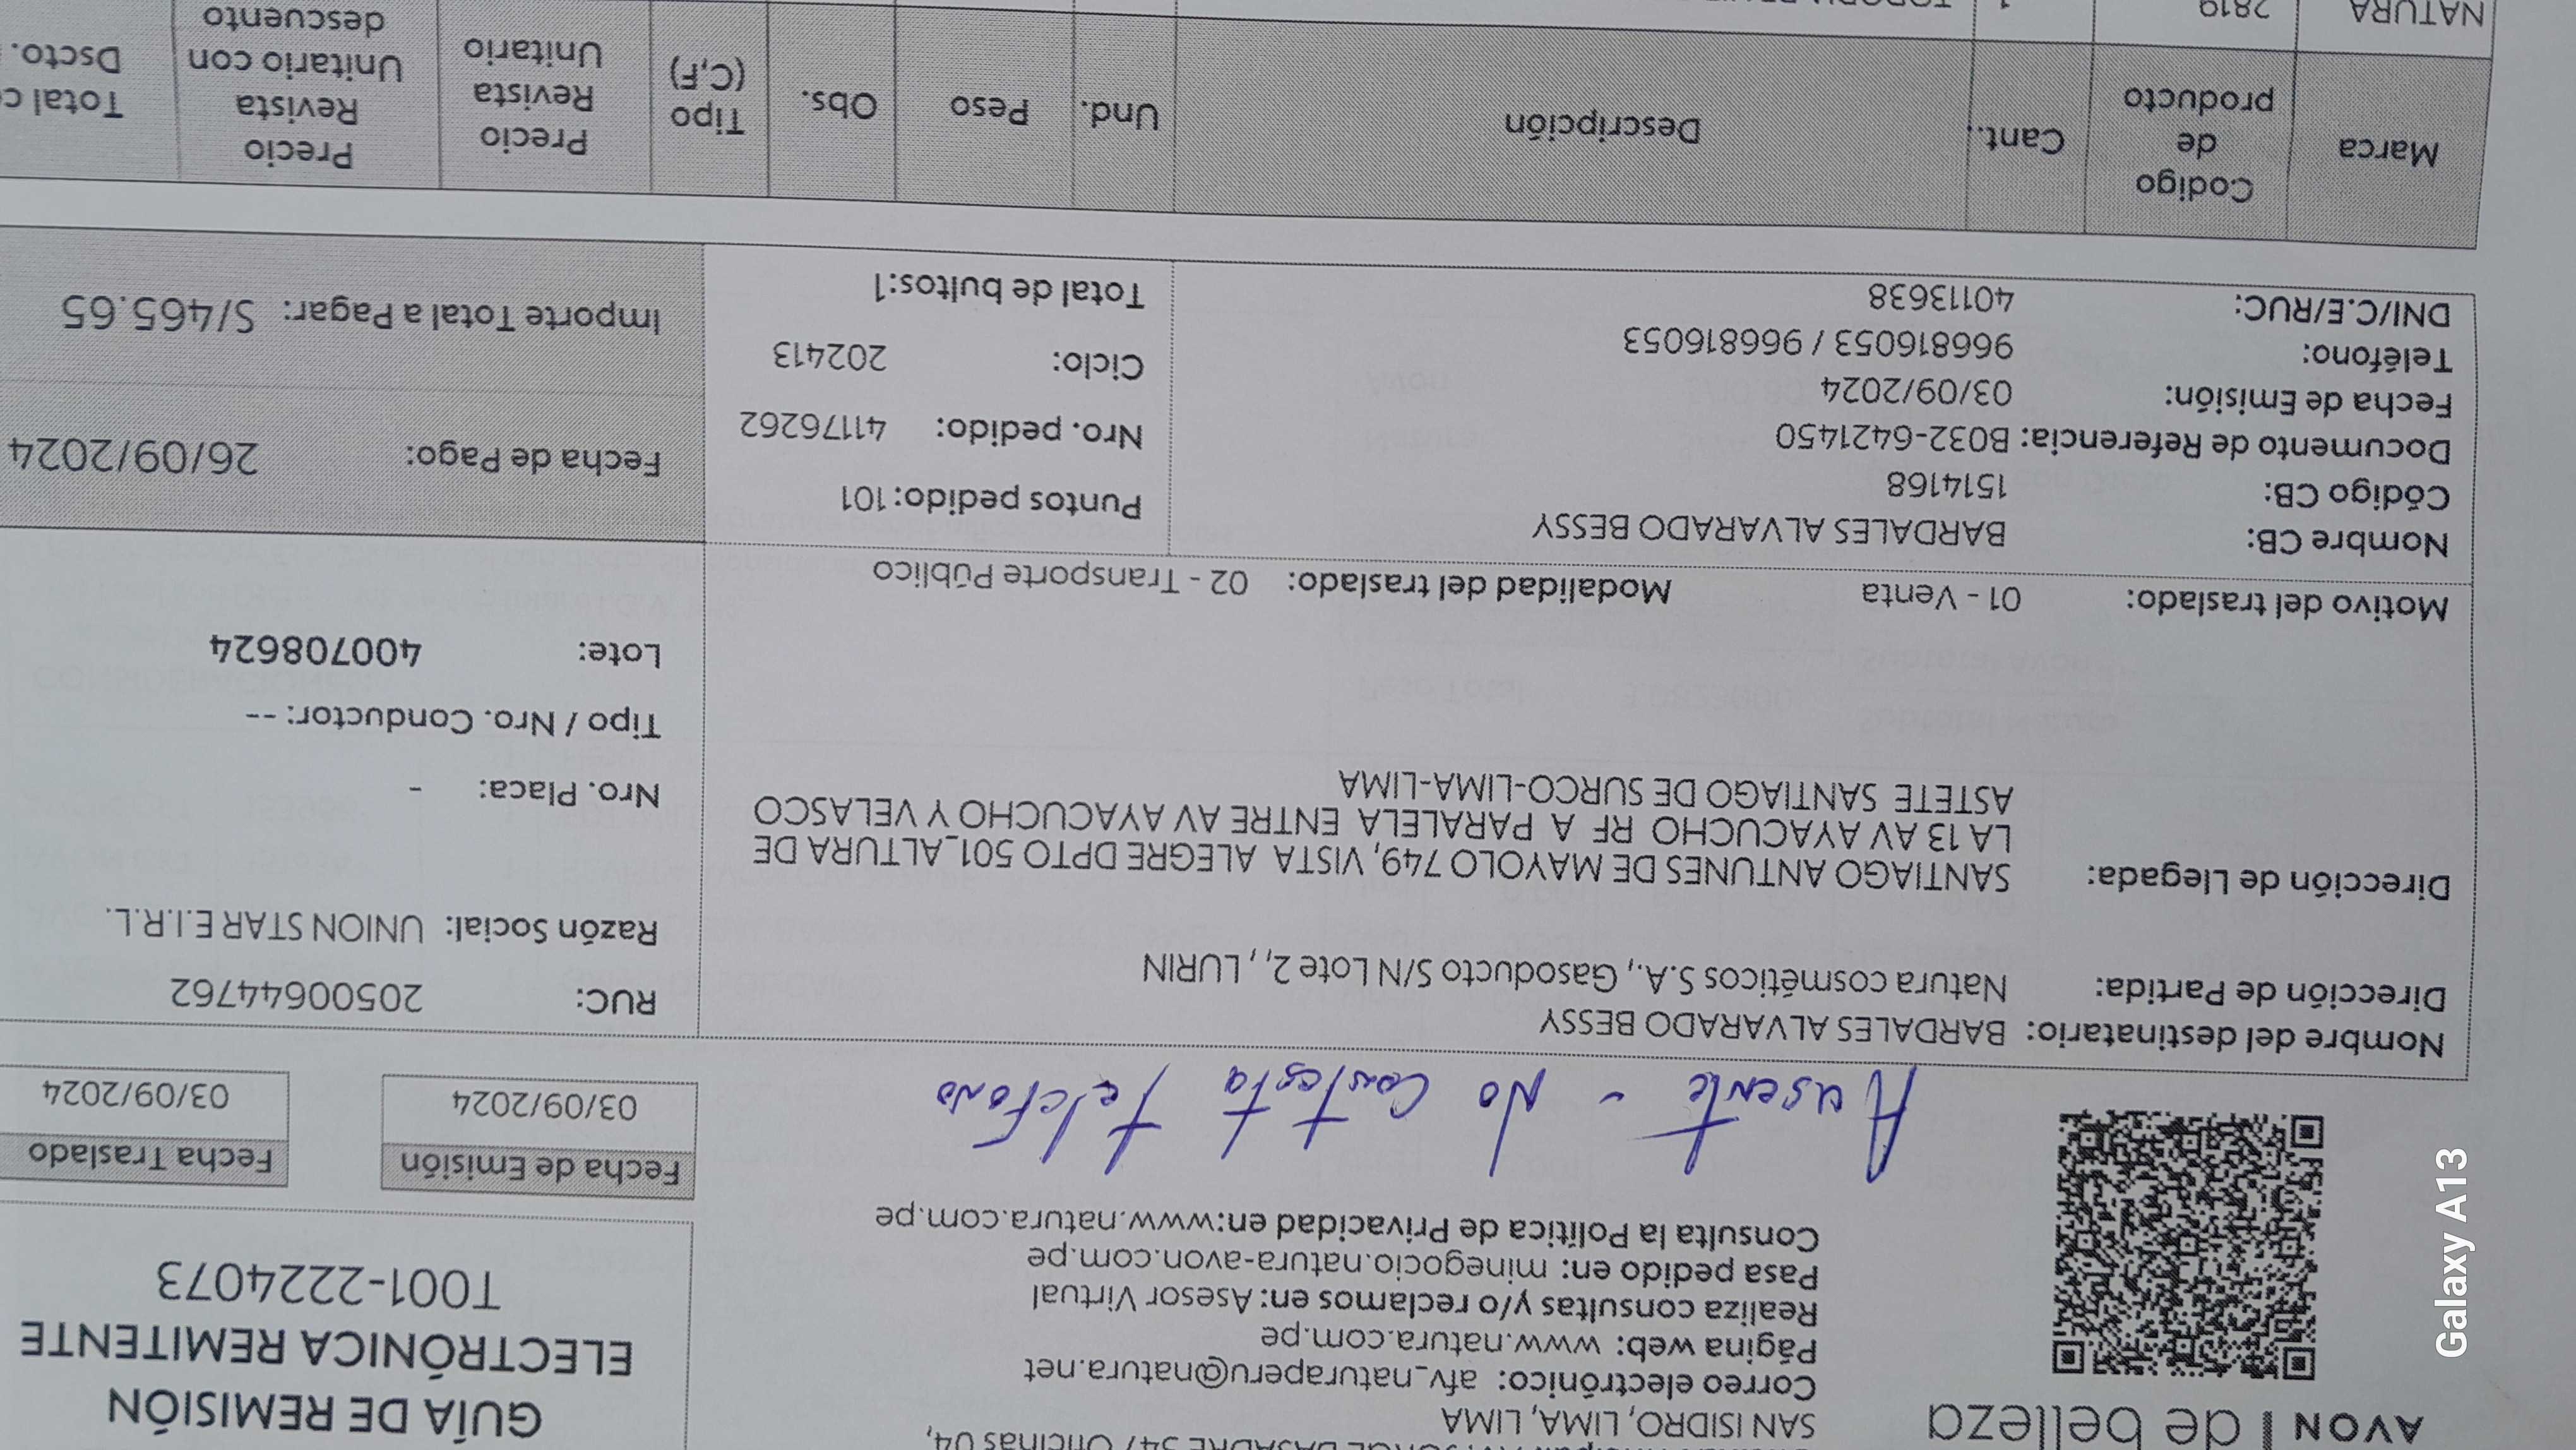 AVON | de belleza
SAN ISIDRO, LIMA, LIMA
Correo electrónico: afv_naturaperu@natura.net
Página web: www.natura.com.pe
Realiza consultas y/o reclamos en: Asesor Virtual
Pasa pedido en: minegocio.natura-avon.com.pe
Consulta la Política de Privacidad en:www.natura.com.pe
GUÍA DE REMISIÓN
ELECTRÓNICA REMITENTE
T001-2224073
Fecha de Emisión
03/09/2024
Fecha Traslado
03/09/2024
Ausente - No Contesta teleFono
Nombre del destinatario: BARDALES ALVARADO BESSY
Dirección de Partida: Natura cosméticos S.A., Gasoducto S/N Lote 2, , LURIN
Dirección de Llegada: SANTIAGO ANTUNES DE MAYOLO 749, VISTA ALEGRE DPTO 501_ALTURA DE
LA 13 AV AYACUCHO RF A PARALELA ENTRE AV AYACUCHO Y VELASCO
ASTETE SANTIAGO DE SURCO-LIMA-LIMA
RUC: 20500644762
Razón Social: UNION STAR E.I.R.L.
Nro. Placa: -
Tipo / Nro. Conductor: --
Lote: 400708624
Motivo del traslado: 01 - Venta Modalidad del traslado: 02 - Transporte Público
Nombre CB: BARDALES ALVARADO BESSY
Código CB: 1514168
Documento de Referencia: B032-6421450
Fecha de Emisión: 03/09/2024
Teléfono: 966816053 / 966816053
DNI/C.E/RUC: 40113638
Puntos pedido: 101
Nro. pedido: 41176262
Ciclo: 202413
Total de bultos:1
Fecha de Pago: 26/09/2024
Importe Total a Pagar: S/465.65
Marca
Codigo de producto
Cant.
Descripción
Und.
Peso
Obs.
Tipo (C,F)
Precio Revista Unitario
Precio Revista Unitario con descuento
Total
Dscto.
NATURA 2819 1
Galaxy A13